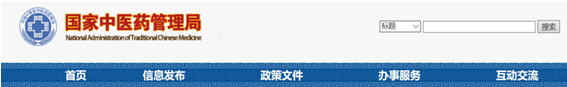 国家中医药管理局
National Administration of Traditional Chinese Medicine
标题 搜索
首页 信息发布 政策文件 办事服务 互动交流